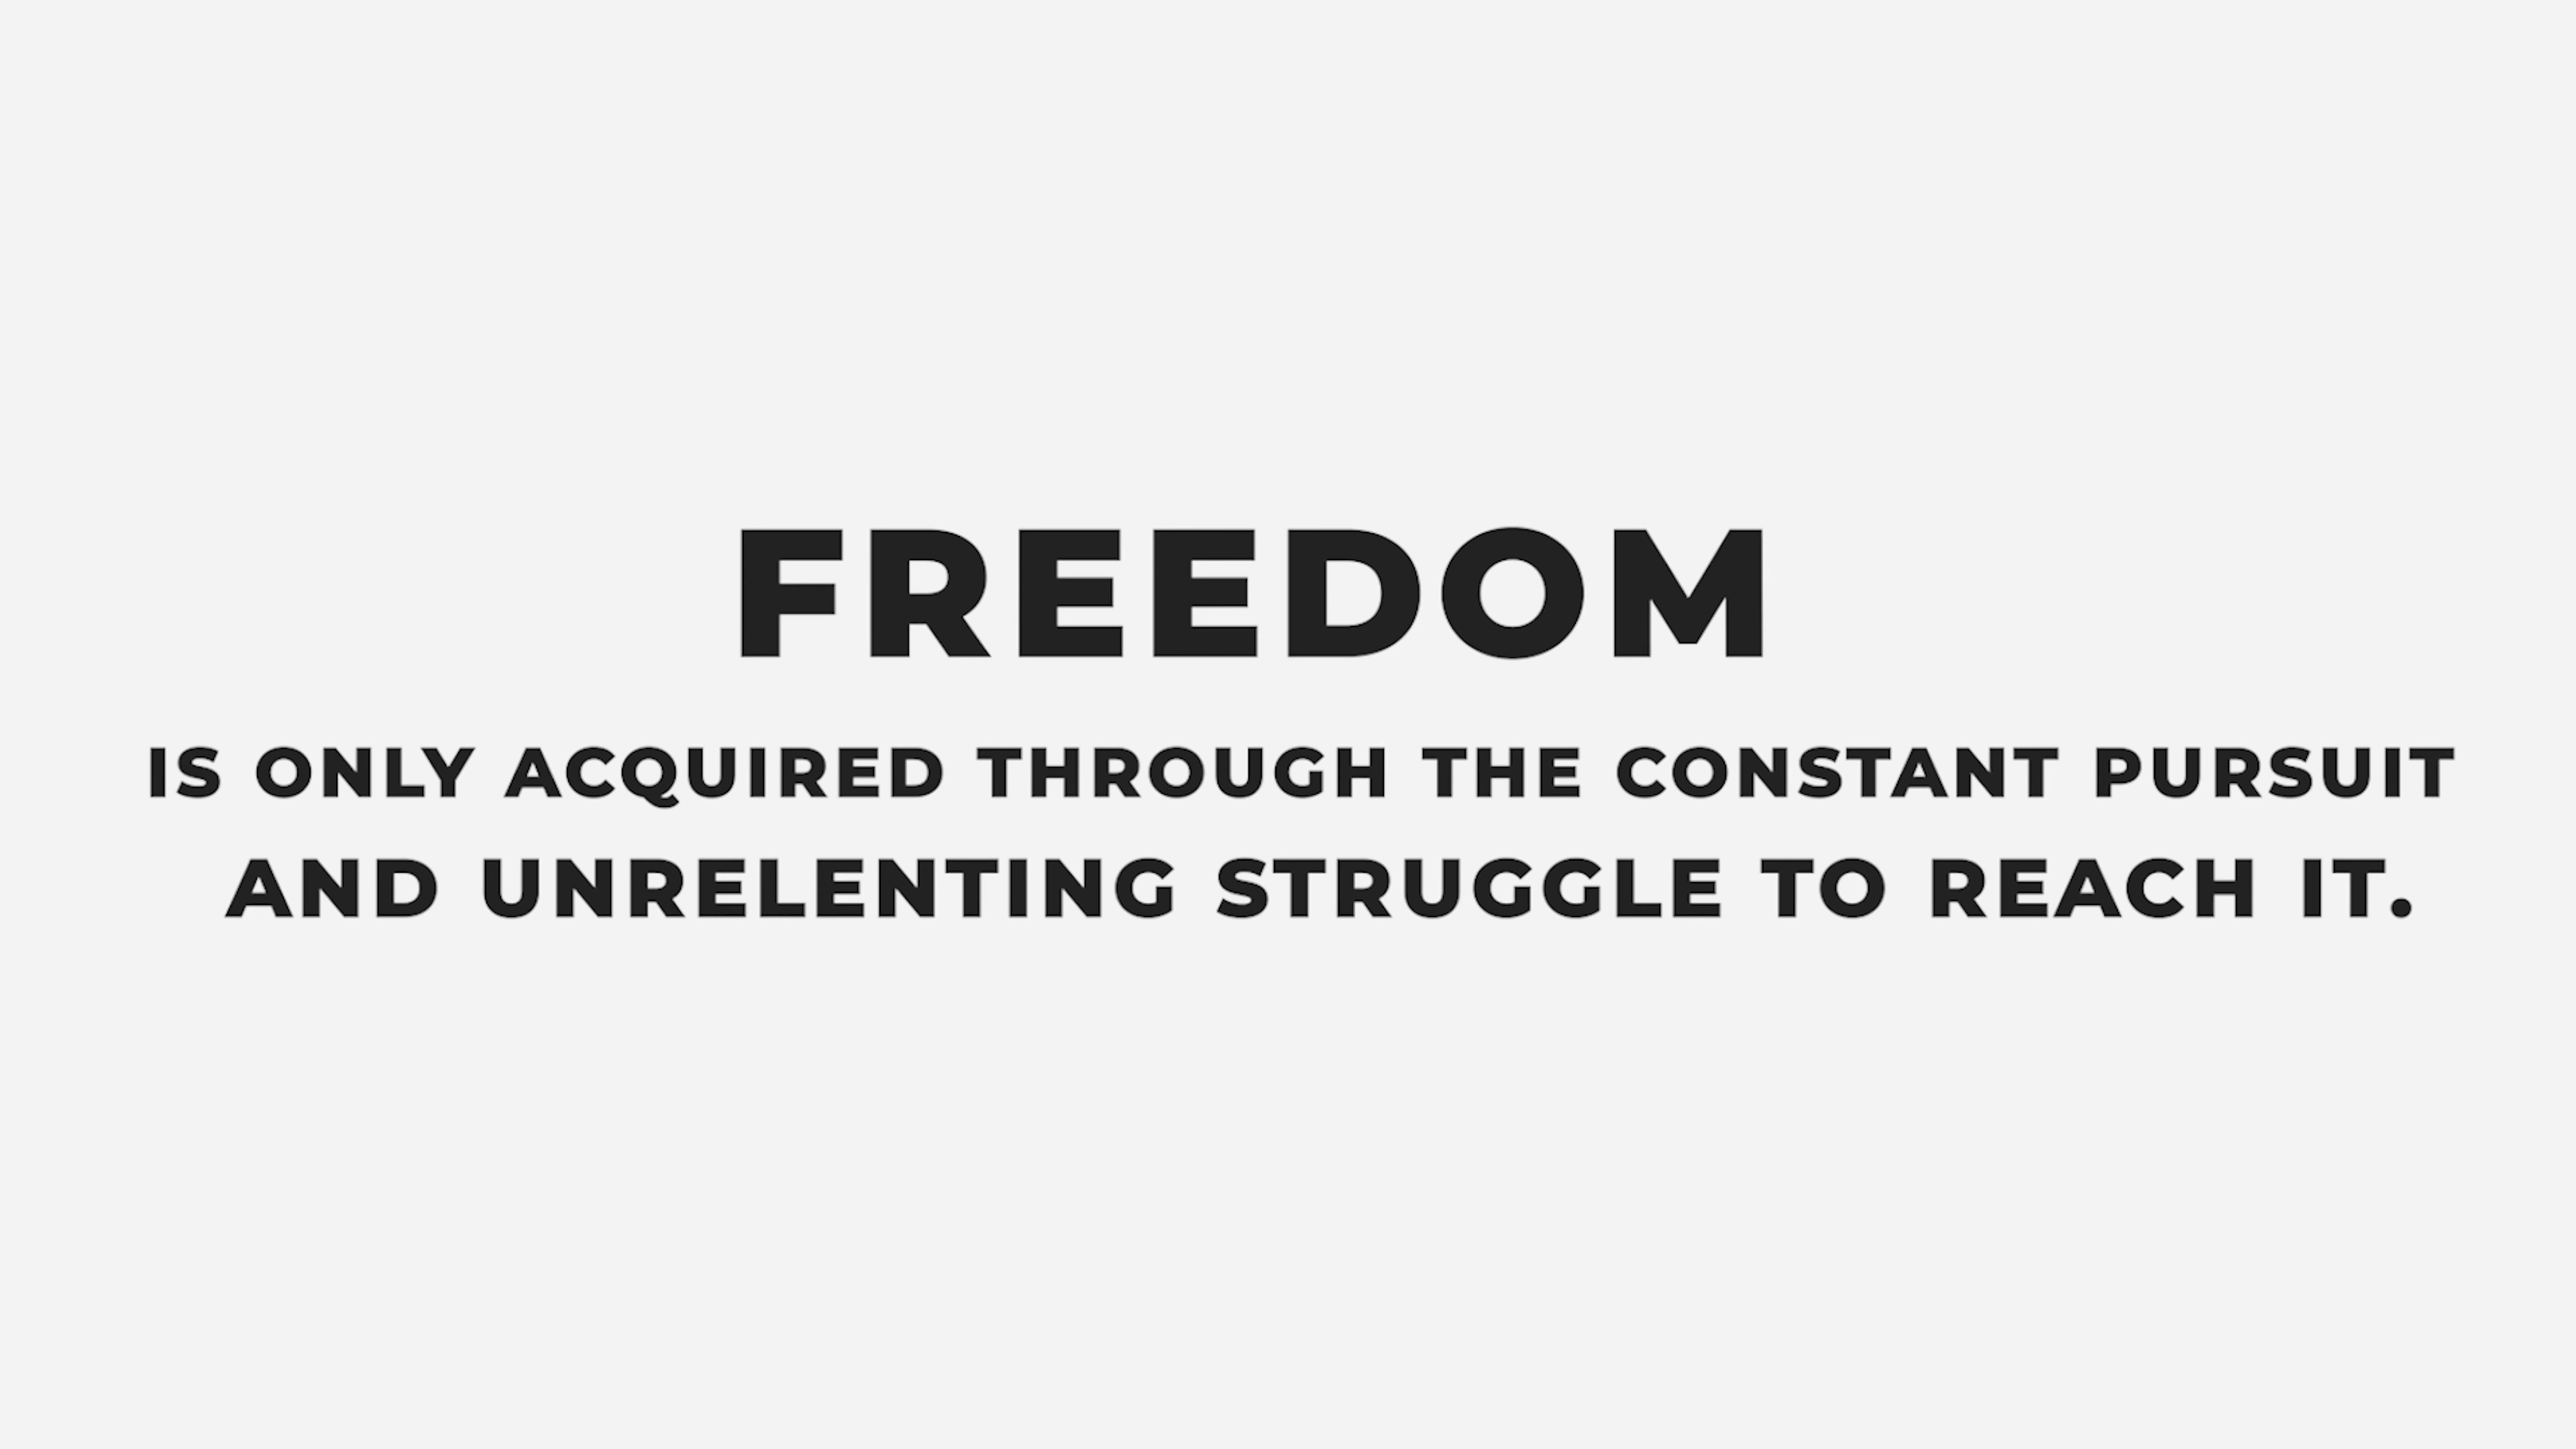 FREEDOM
IS ONLY ACQUIRED THROUGH THE CONSTANT PURSUIT
AND UNRELENTING STRUGGLE TO REACH IT.